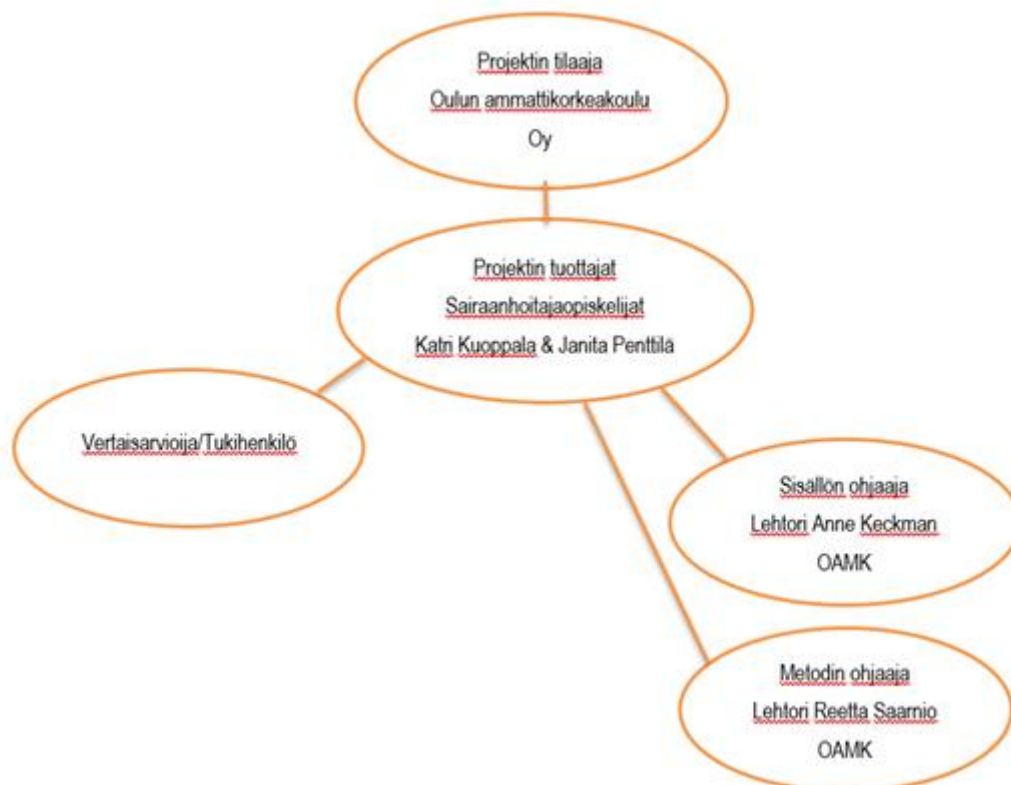 Projektin tilaaja
Oulun ammattikorkeakoulu
Oy
Projektin tuottajat
Sairaanhoitajaopiskelijat
Katri Kuoppala & Janita Penttilä
Vertaisarvioija/Tukihenkilö
Sisällön ohjaaja
Lehtori Anne Keckman
OAMK
Metodin ohjaaja
Lehtori Reetta Saarnio
OAMK